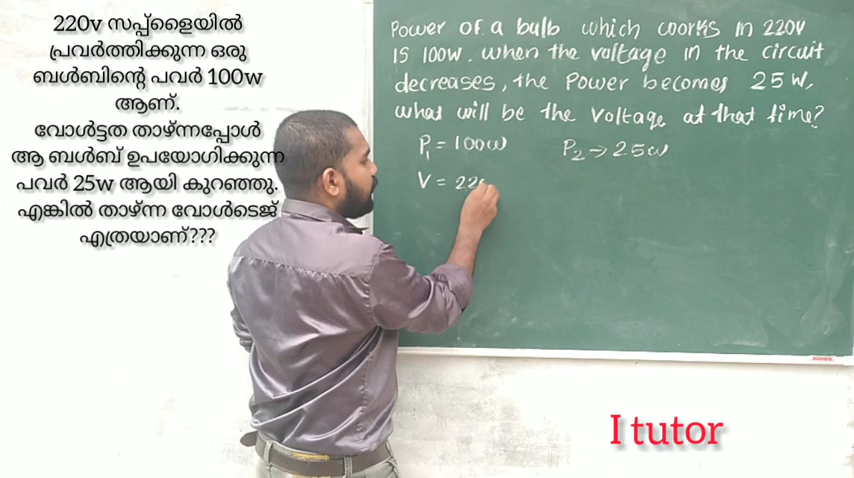 220v സപ്പ്ളൈയിൽ
പ്രവർത്തിക്കുന്ന ഒരു
ബൾബിന്റെ പവർ 100w
ആണ്.
വോൾട്ടത താഴ്ന്നപ്പോൾ
ആ ബൾബ് ഉപയോഗിക്കുന്ന
പവർ 25w ആയി കുറഞ്ഞു.
എങ്കിൽ താഴ്ന്ന വോൾടെജ്
എത്രയാണ്???
Power of a bulb which works in 220V
is 100W. when the voltage in the circuit
decreases, the Power becomes 25W,
what will be the voltage at that time?
P1 = 100W P2 → 25W
V = 22
I tutor